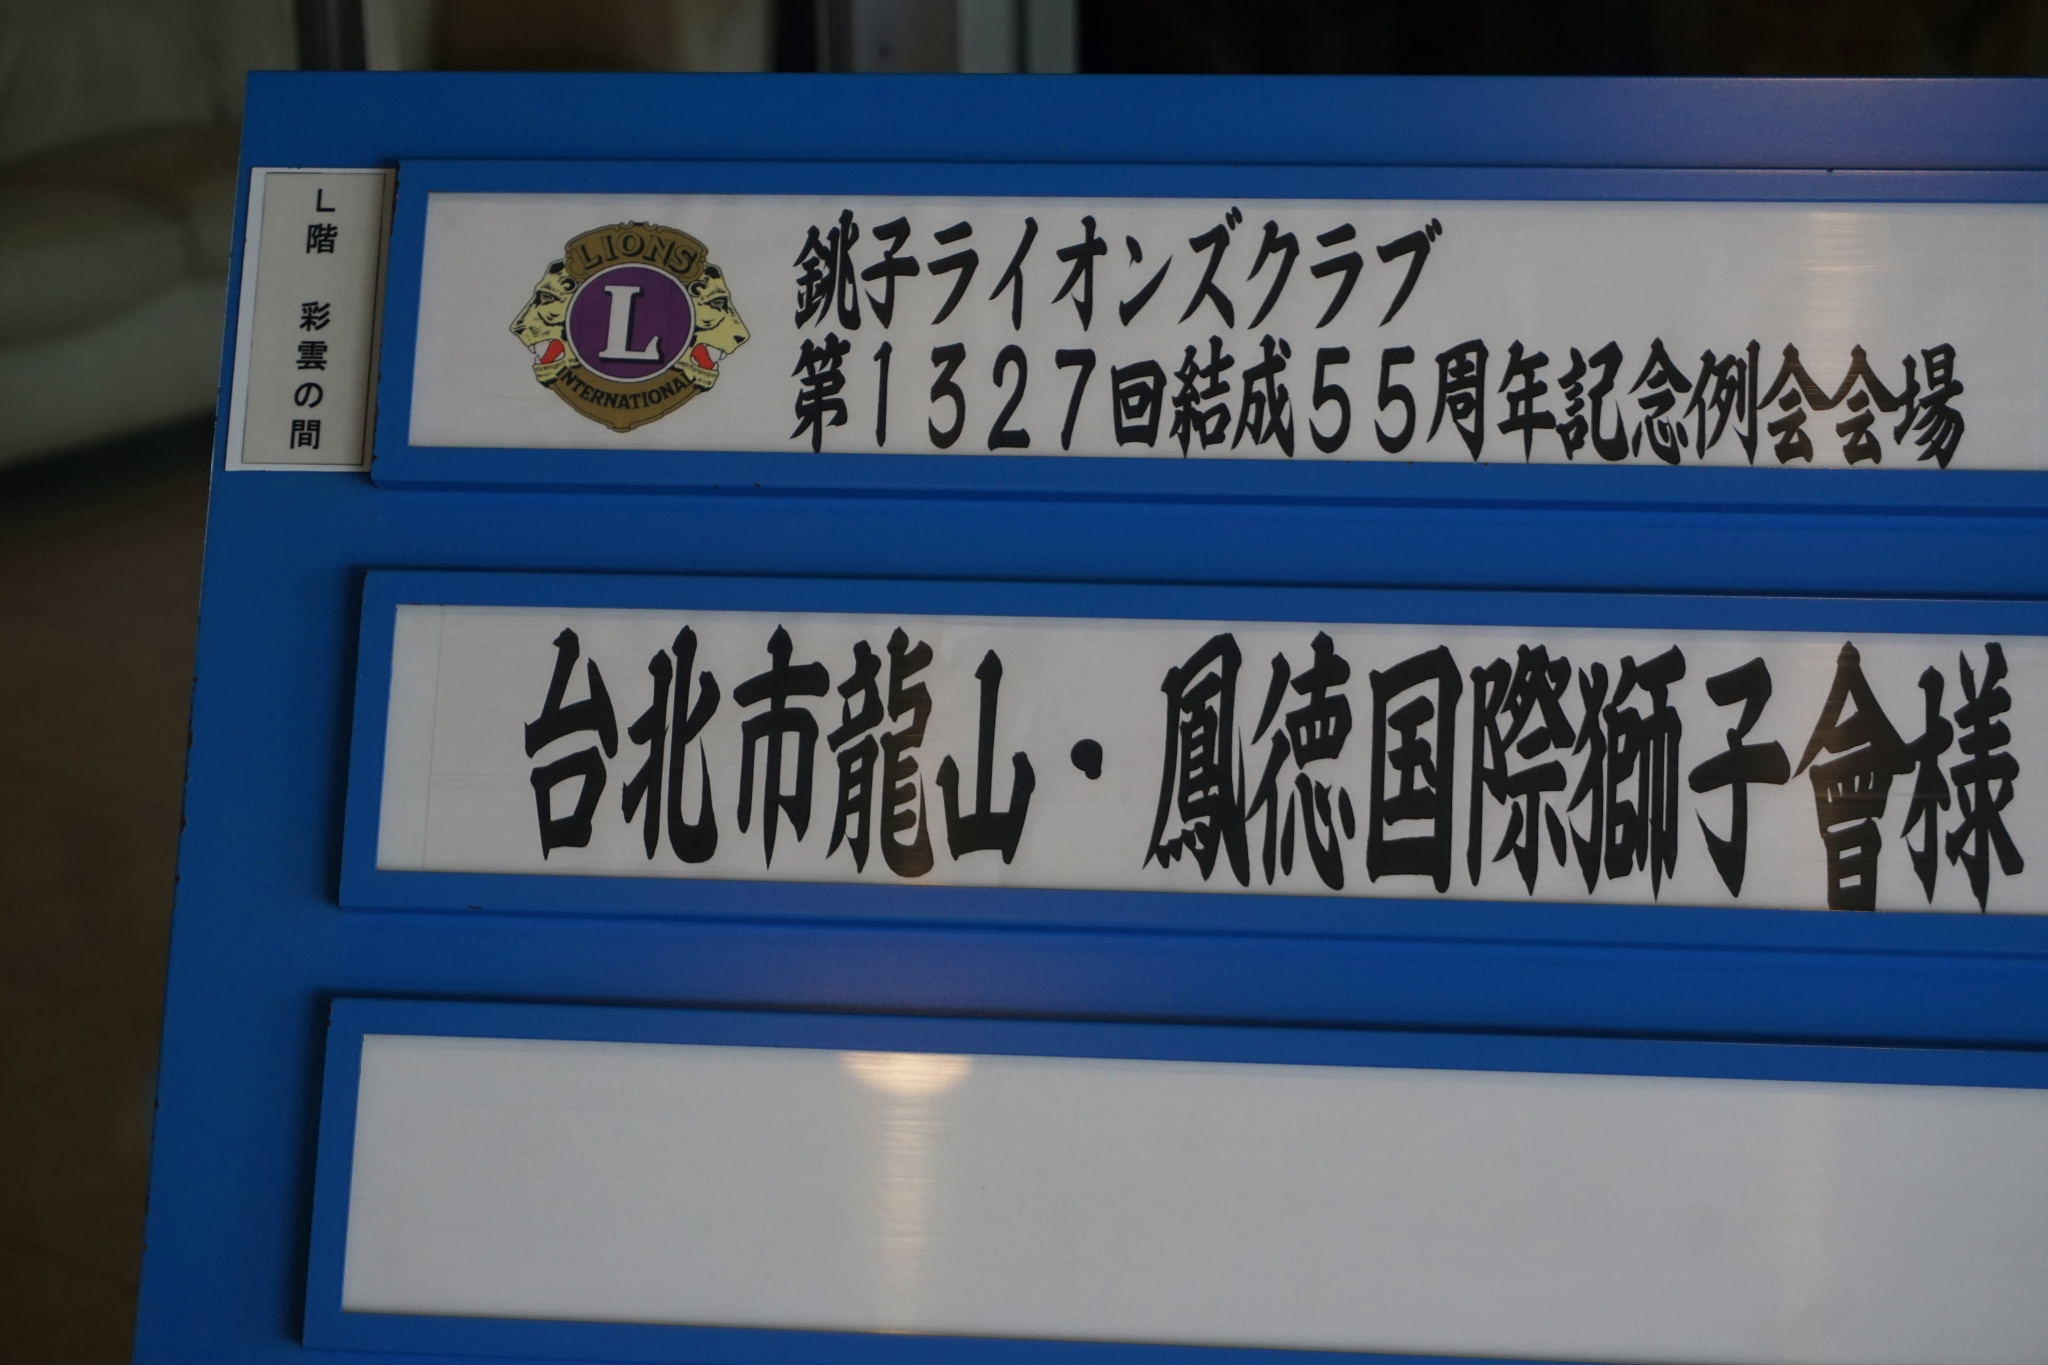 L階 彩雲の間
LIONS
L
INTERNATIONAL
銚子ライオンズクラブ
第1327回結成55周年記念例会会場
台北市龍山・鳳徳国際獅子會様